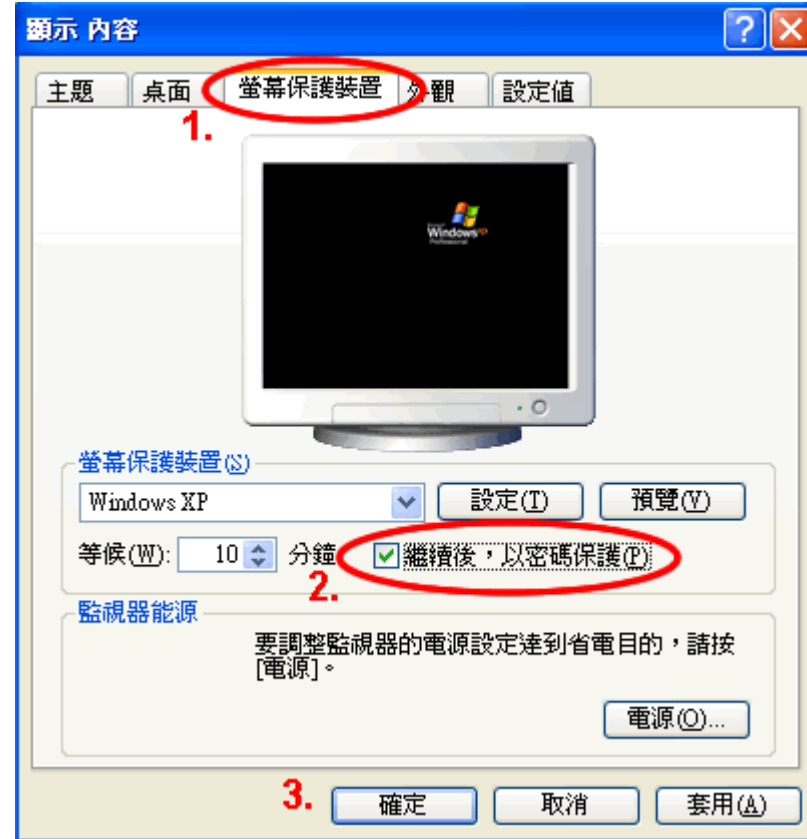 顯示 內容
主題 桌面 螢幕保護裝置 外觀 設定值
1.
Windows xp
螢幕保護裝置(S)
Windows XP 設定(T) 預覽(V)
等候(W): 10 分鐘 繼續後，以密碼保護(P)
2.
監視器能源
要調整監視器的電源設定達到省電目的，請按
[電源]。
電源(O)...
3. 確定 取消 套用(A)